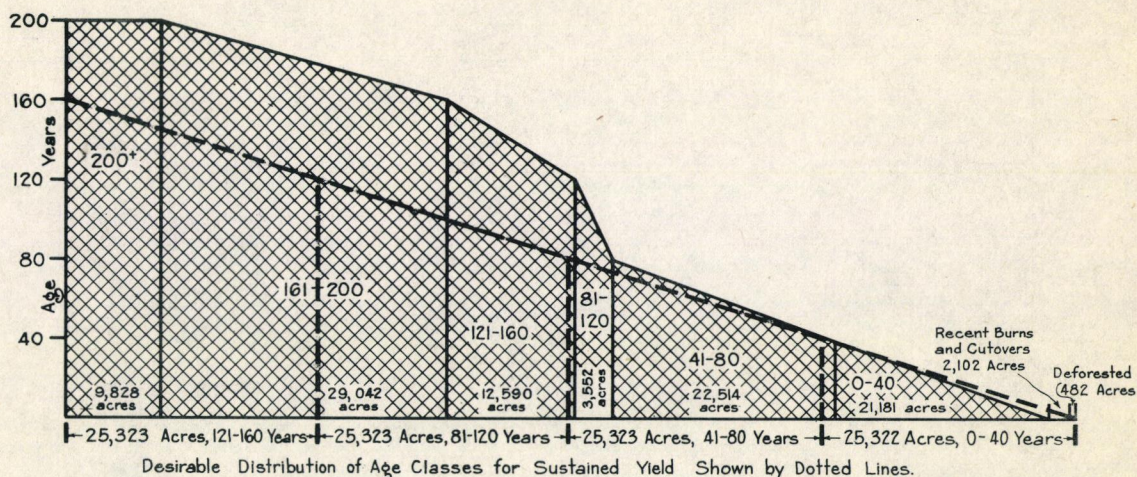 200
160
120
80
40
Age Years
200+
161-200
121-160
81-
120
41-80
0-40
9,828
acres
29,042
acres
12,590
acres
3,552
acres
22,514
acres
21,181 acres
Recent Burns
and Cutovers
2,102 Acres
Deforested
(482 Acres
25,323 Acres, 121-160 Years
25,323 Acres, 81-120 Years
25,323 Acres, 41-80 Years
25,322 Acres, 0-40 Years
Desirable Distribution of Age Classes for Sustained Yield Shown by Dotted Lines.